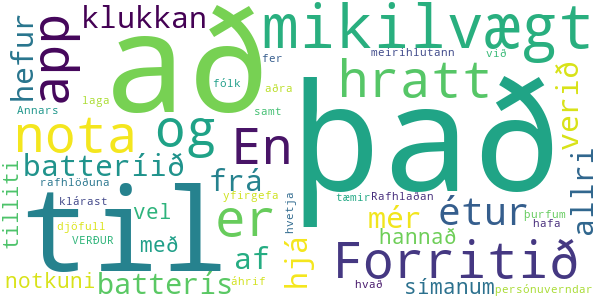 klukkan
að
mikilvægt
hefur
app
fólk
fer
aðra
meirihlutann
við
hratt
verið
laga
Annars
nota
og
En
það
samt
batteríið
frá
tilliti
rafhlöðuna
klárast
til
yfirgefa
hvetja
tæmir
Rafhlaðan
allri
djöfull
VERÐUR
vel
er
mér
étur
þurfum
hafa
með
af
hjá
hannað
Forritið
notkuni
batterís
áhrif
hvað
símanum
persónuverndar